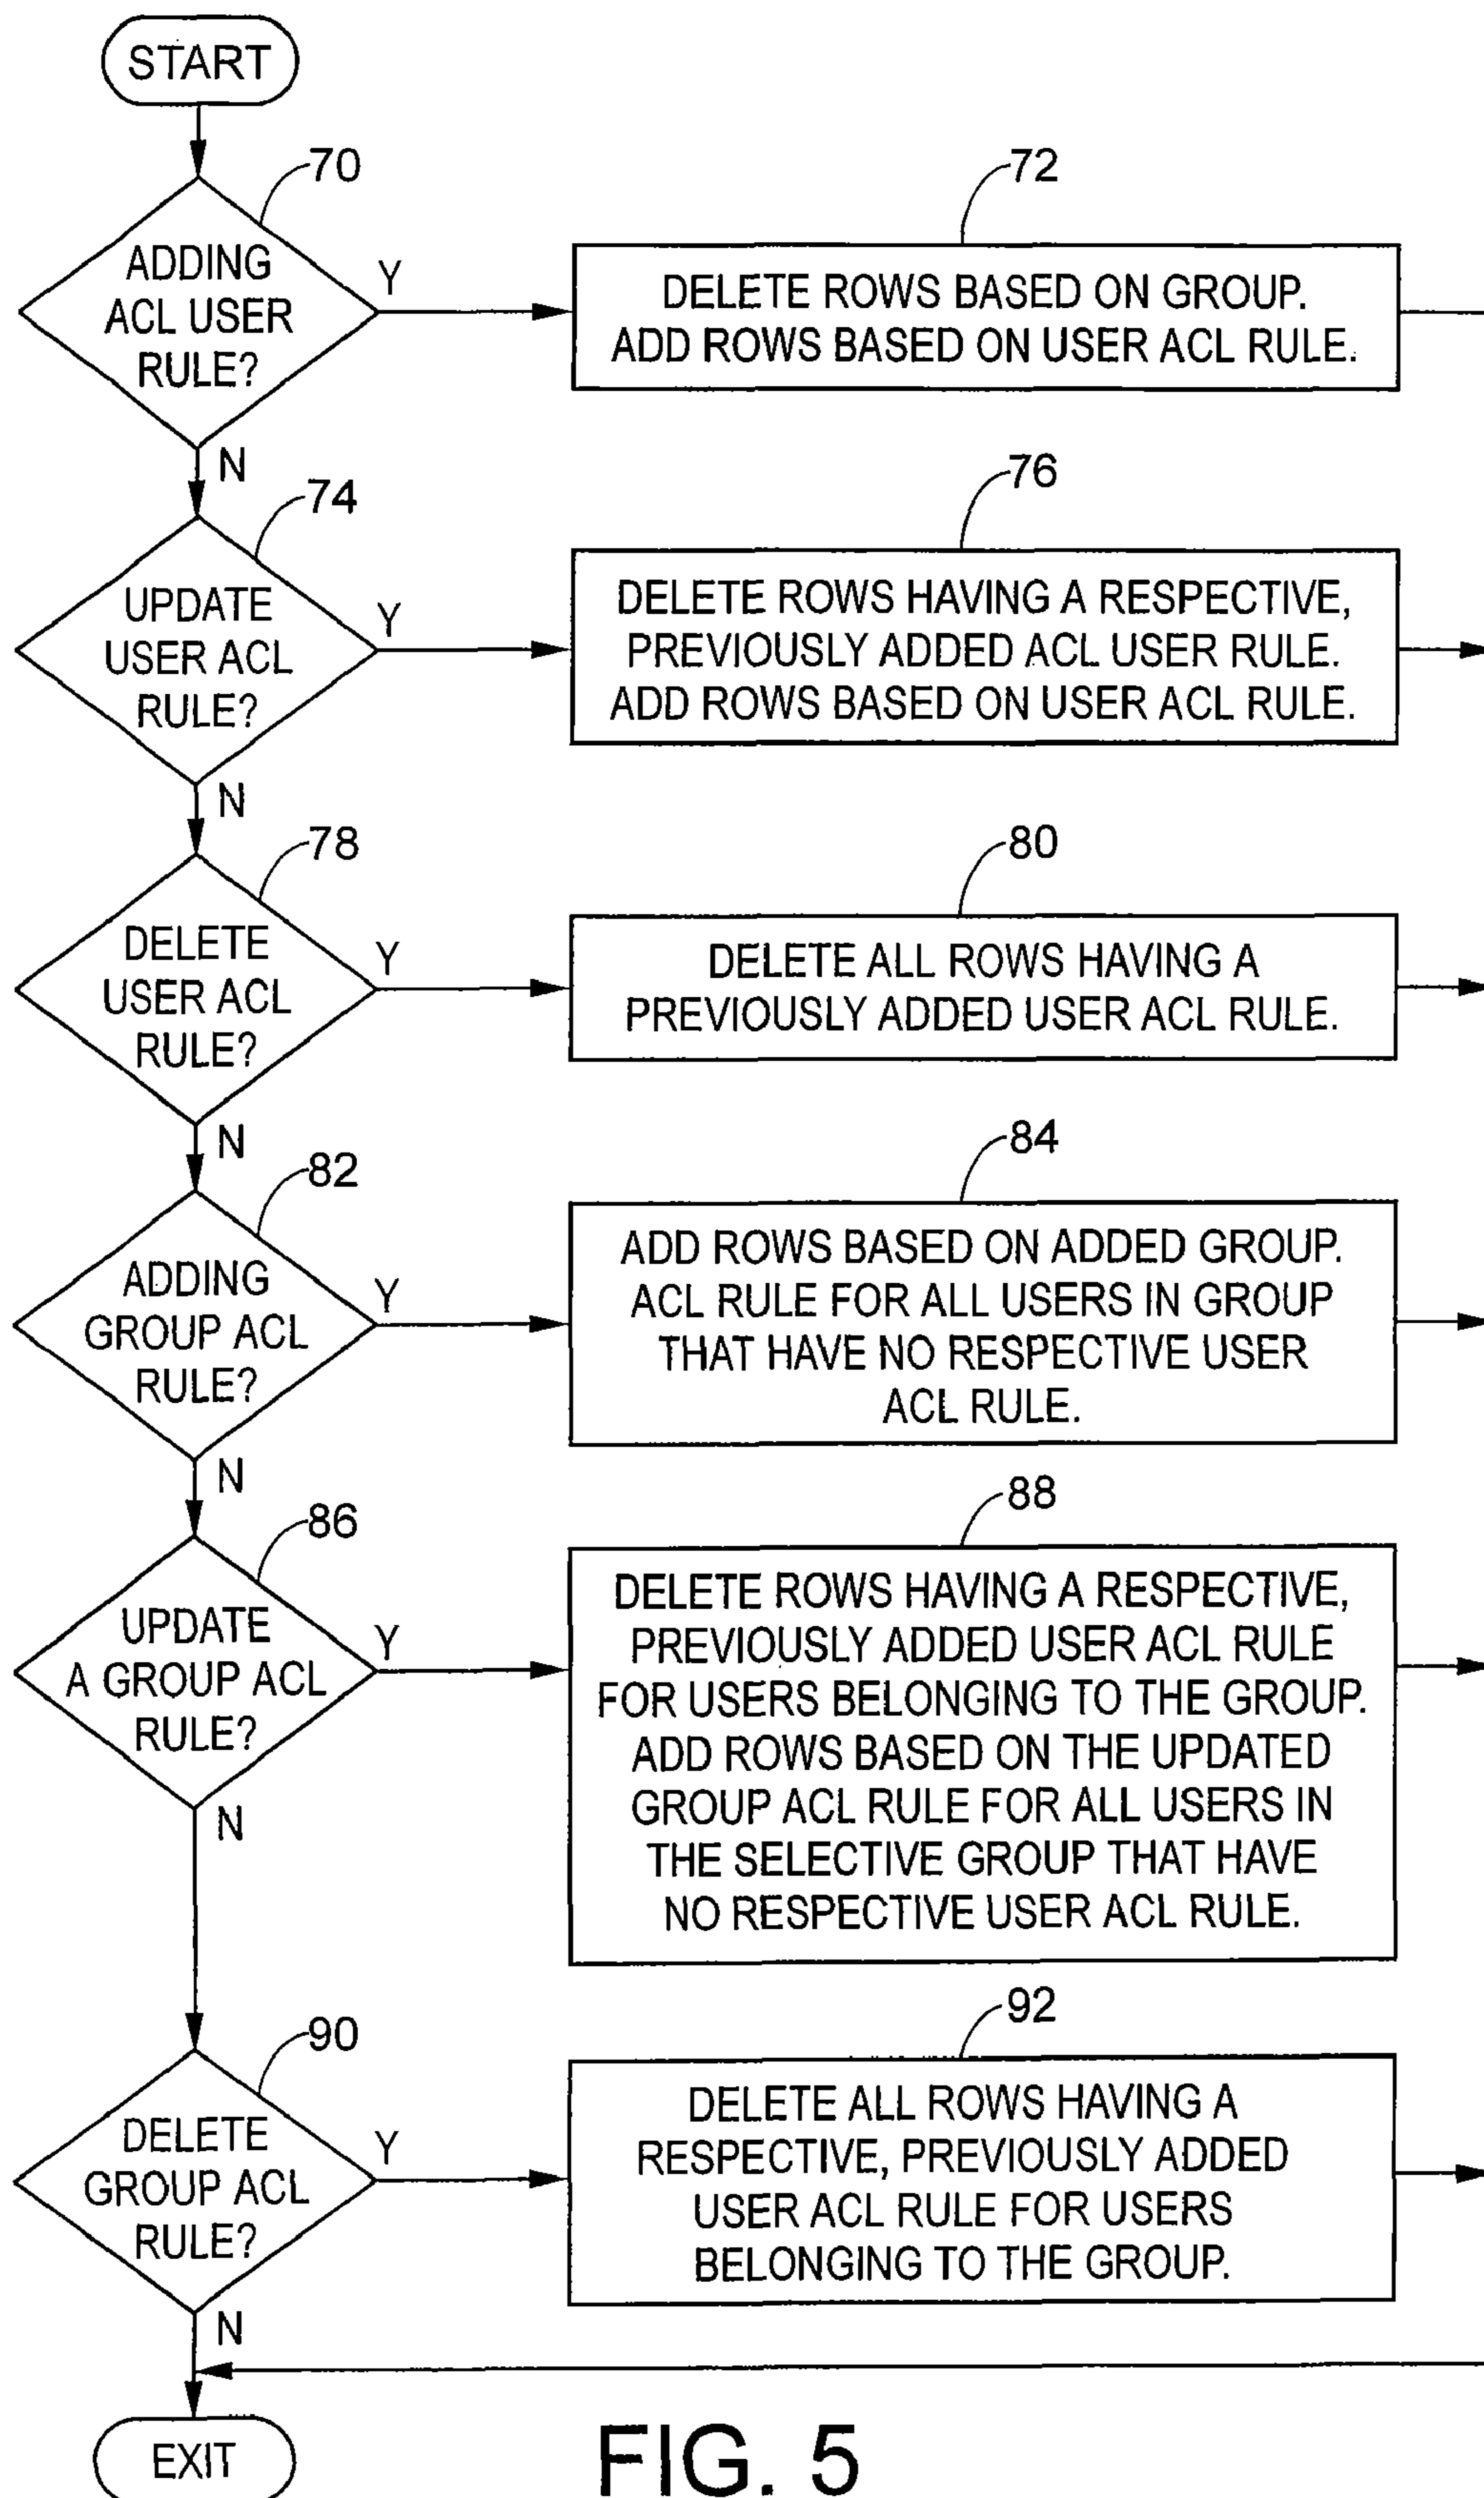 START
70
ADDING
ACL USER
RULE?
Y
N
72
DELETE ROWS BASED ON GROUP.
ADD ROWS BASED ON USER ACL RULE.
74
UPDATE
USER ACL
RULE?
Y
N
76
DELETE ROWS HAVING A RESPECTIVE,
PREVIOUSLY ADDED ACL USER RULE.
ADD ROWS BASED ON USER ACL RULE.
78
DELETE
USER ACL
RULE?
Y
N
80
DELETE ALL ROWS HAVING A
PREVIOUSLY ADDED USER ACL RULE.
82
ADDING
GROUP ACL
RULE?
Y
N
84
ADD ROWS BASED ON ADDED GROUP.
ACL RULE FOR ALL USERS IN GROUP
THAT HAVE NO RESPECTIVE USER
ACL RULE.
86
UPDATE
A GROUP ACL
RULE?
Y
N
88
DELETE ROWS HAVING A RESPECTIVE,
PREVIOUSLY ADDED USER ACL RULE
FOR USERS BELONGING TO THE GROUP.
ADD ROWS BASED ON THE UPDATED
GROUP ACL RULE FOR ALL USERS IN
THE SELECTIVE GROUP THAT HAVE
NO RESPECTIVE USER ACL RULE.
90
DELETE
GROUP ACL
RULE?
Y
N
92
DELETE ALL ROWS HAVING A
RESPECTIVE, PREVIOUSLY ADDED
USER ACL RULE FOR USERS
BELONGING TO THE GROUP.
EXIT
FIG. 5